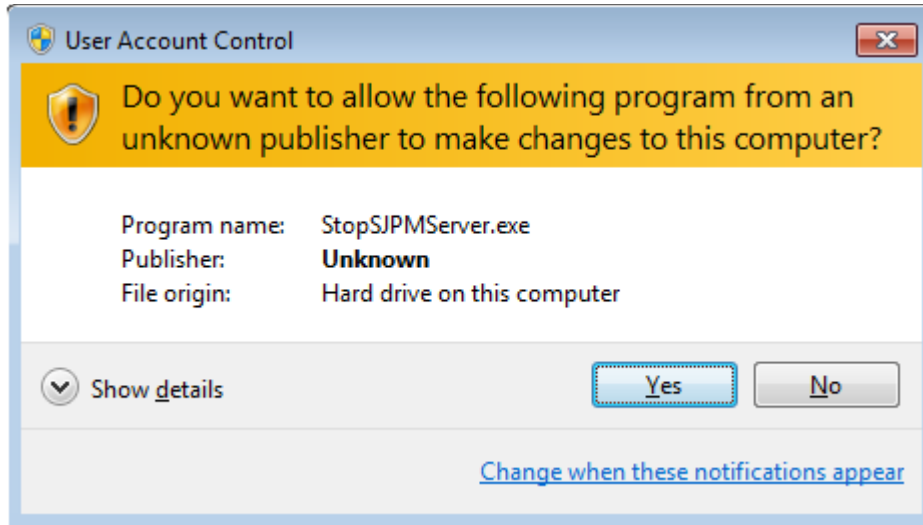 User Account Control
Do you want to allow the following program from an
unknown publisher to make changes to this computer?
Program name: StopSJPMServer.exe
Publisher: Unknown
File origin: Hard drive on this computer
Show details
Yes
No
Change when these notifications appear